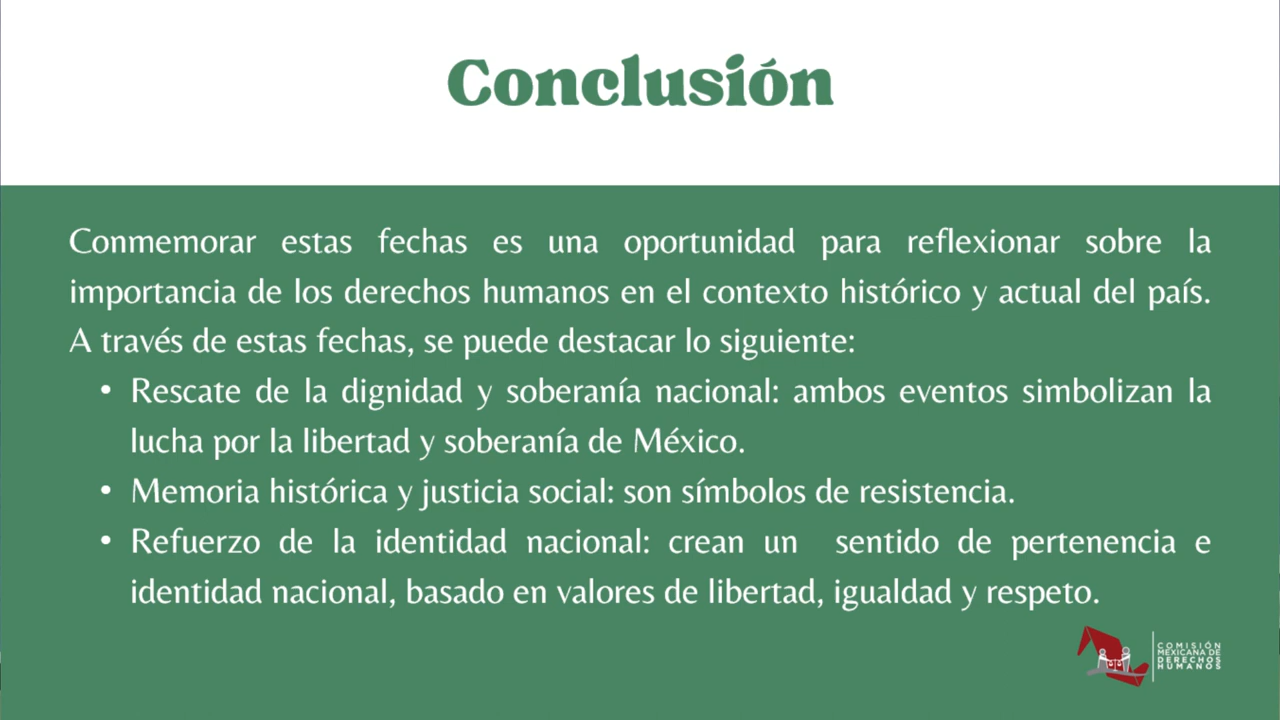 Conclusión
Conmemorar estas fechas es una oportunidad para reflexionar sobre la
importancia de los derechos humanos en el contexto histórico y actual del país.
A través de estas fechas, se puede destacar lo siguiente:
• Rescate de la dignidad y soberanía nacional: ambos eventos simbolizan la
lucha por la libertad y soberanía de México.
• Memoria histórica y justicia social: son símbolos de resistencia.
• Refuerzo de la identidad nacional: crean un sentido de pertenencia e
identidad nacional, basado en valores de libertad, igualdad y respeto.
COMISIÓN
MEXICANA DE
DERECHOS
HUMANOS